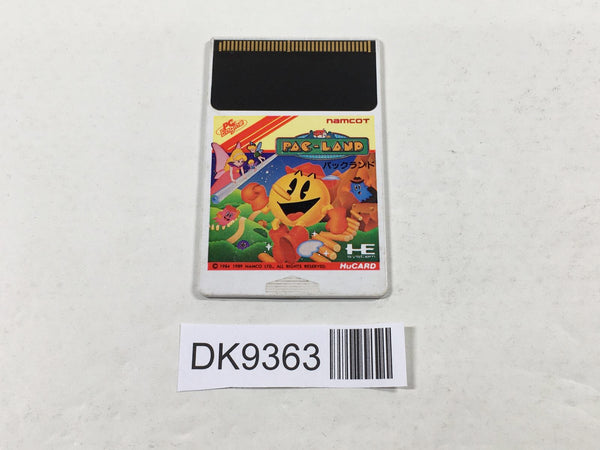 PC Engine
namcot
PAC-LAND
パックランド
HE
SYSTEM
© 1984 1989 NAMCO LTD., ALL RIGHTS RESERVED.
HuCARD
DK9363